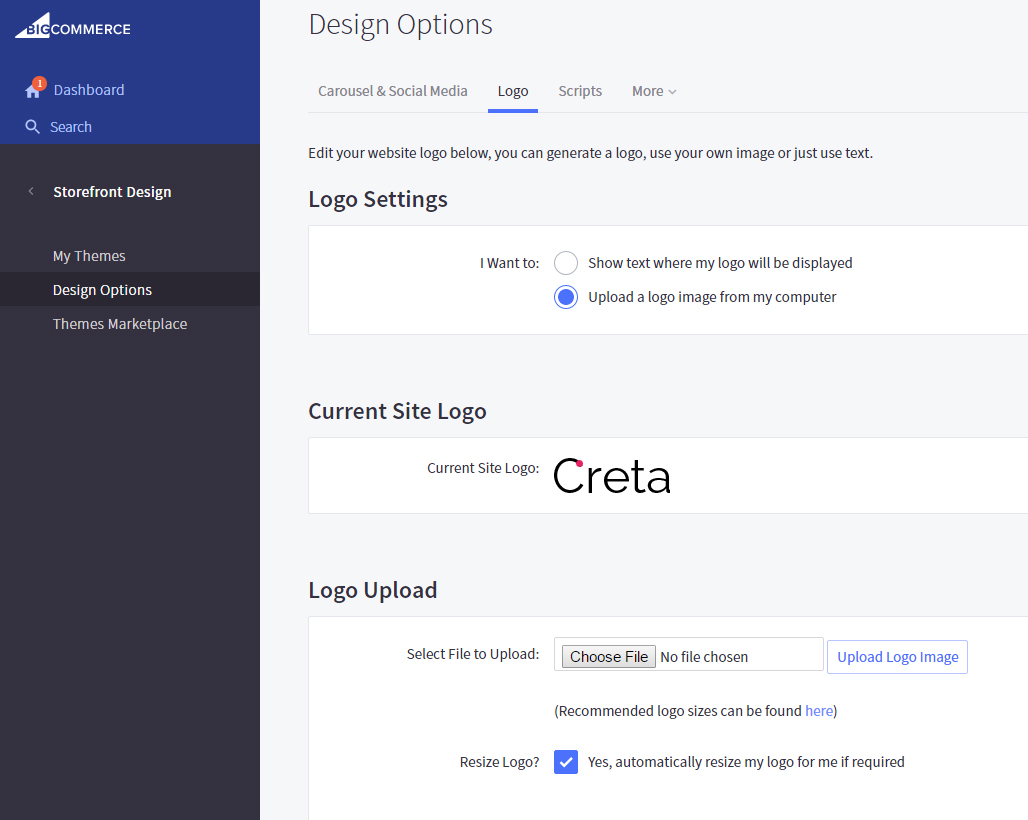 BIGCOMMERCE
1
Dashboard
Search
Storefront Design
My Themes
Design Options
Themes Marketplace
Design Options
Carousel & Social Media Logo Scripts More
Edit your website logo below, you can generate a logo, use your own image or just use text.
Logo Settings
I Want to: Show text where my logo will be displayed
Upload a logo image from my computer
Current Site Logo
Current Site Logo: Creta
Logo Upload
Select File to Upload: Choose File No file chosen Upload Logo Image
(Recommended logo sizes can be found here)
Resize Logo? Yes, automatically resize my logo for me if required